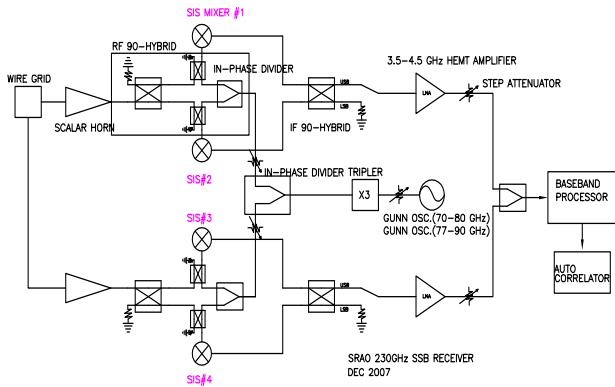 SIS MIXER #1
RF 90-HYBRID
IN-PHASE DIVIDER
3.5-4.5 GHz HEMT AMPLIFIER
STEP ATTENUATOR
WIRE GRID
SCALAR HORN
USB
LSB
LNA
IF 90-HYBRID
SIS#2
IN-PHASE DIVIDER TRIPLER
X3
BASEBAND
PROCESSOR
GUNN OSC.(70-80 GHz)
GUNN OSC.(77-90 GHz)
SIS#3
AUTO
CORRELATOR
USB
LSB
LNA
SIS#4
SRAO 230GHz SSB RECEIVER
DEC 2007